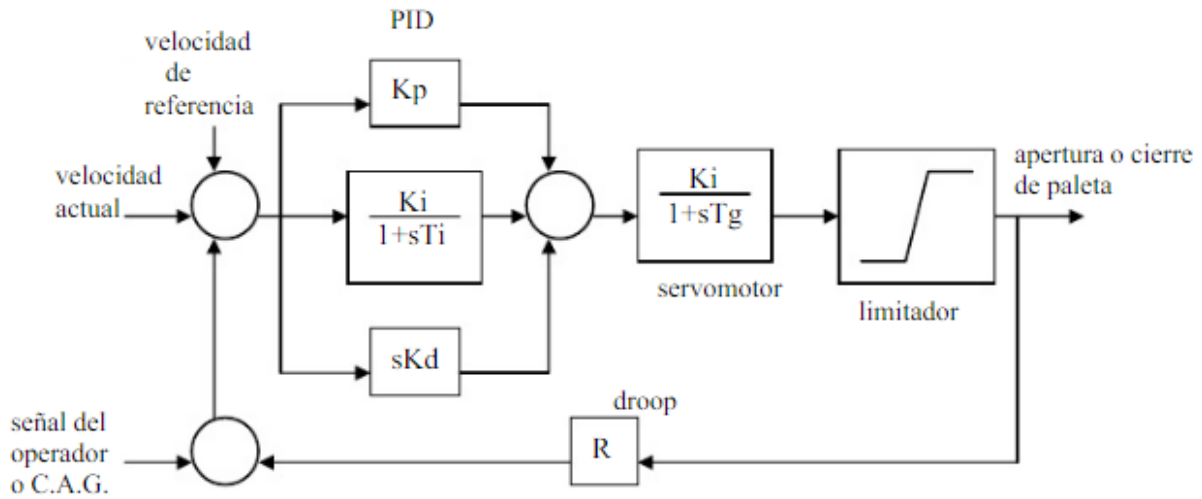 PID
velocidad
de
referencia
Kp
velocidad
actual
Ki
1+sTi
Ki
1+sTg
apertura o cierre
de paleta
servomotor
limitador
sKd
droop
señal del
operador
o C.A.G.
R